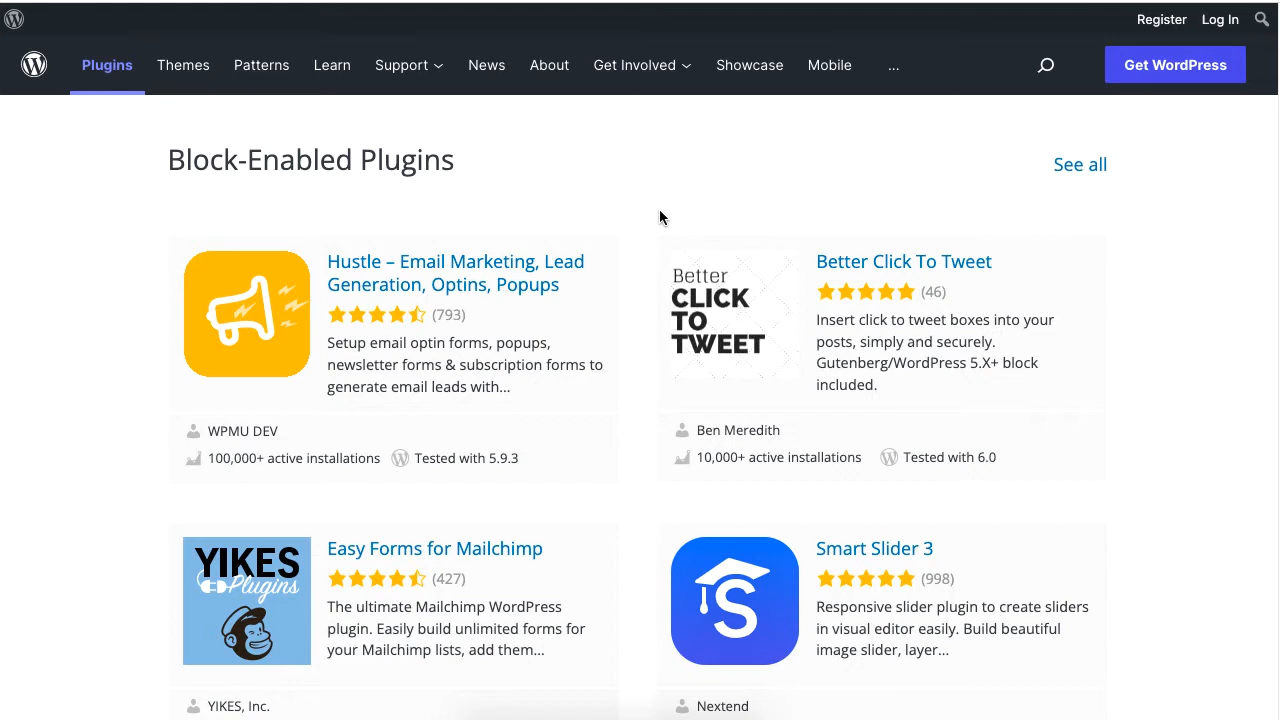 Register Log In
Plugins Themes Patterns Learn Support News About Get Involved Showcase Mobile ... Get WordPress
Block-Enabled Plugins
See all
Hustle – Email Marketing, Lead
Generation, Optins, Popups
(793)
Setup email optin forms, popups,
newsletter forms & subscription forms to
generate email leads with...
WPMU DEV
100,000+ active installations Tested with 5.9.3
Better
CLICK
TO
TWEET
Better Click To Tweet
(46)
Insert click to tweet boxes into your
posts, simply and securely.
Gutenberg/WordPress 5.X+ block
included.
Ben Meredith
10,000+ active installations Tested with 6.0
YIKES
Plugins
Easy Forms for Mailchimp
(427)
The ultimate Mailchimp WordPress
plugin. Easily build unlimited forms for
your Mailchimp lists, add them...
YIKES, Inc.
S
Smart Slider 3
(998)
Responsive slider plugin to create sliders
in visual editor easily. Build beautiful
image slider, layer...
Nextend